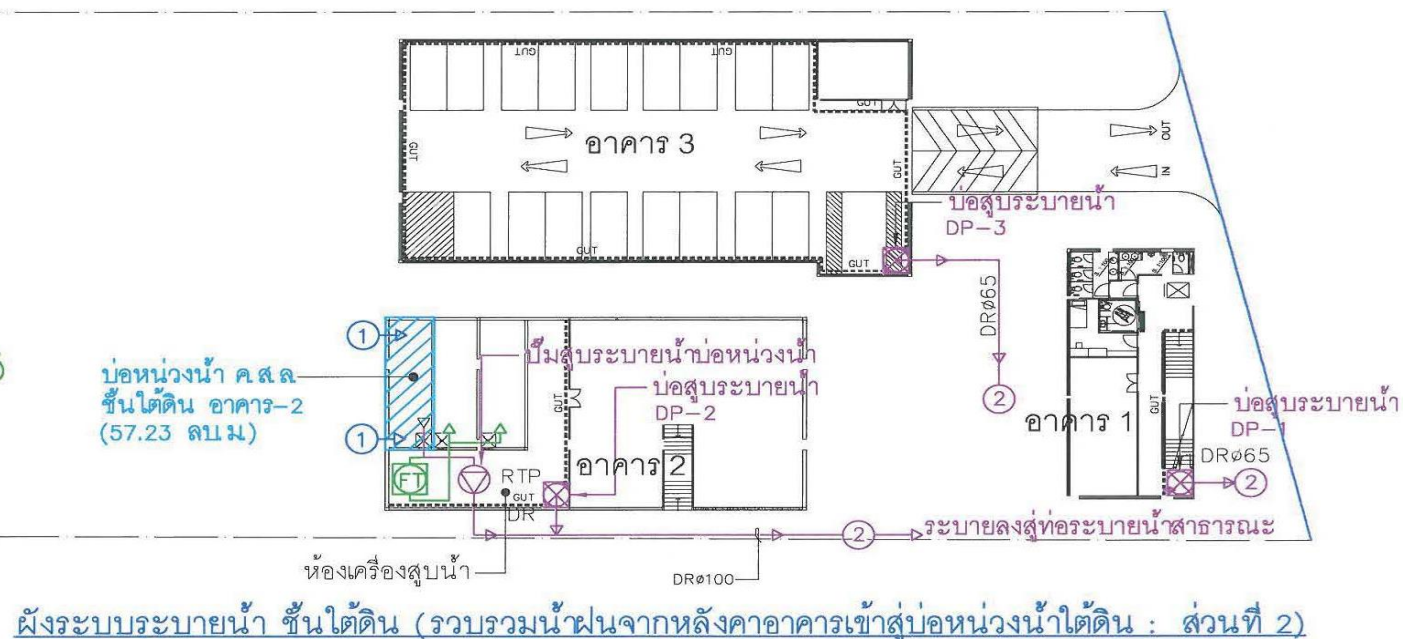 GUT
GUT
GUT
อาคาร 3
GUT
GUT
OUT
IN
GUT
GUT
บ่อสูบระบายน้ำ
DP-3
DRø65
2
1
บ่อหน่วงน้ำ ค.ส.ล.
ชั้นใต้ดิน อาคาร-2
(57.23 ลบ.ม)
1
ปั๊มสูบระบายน้ำบ่อหน่วงน้ำ
บ่อสูบระบายน้ำ
DP-2
GUT
FT
RTP
GUT
DR
อาคาร 2
อาคาร 1
GUT
บ่อสูบระบายน้ำ
DP-1
DRø65
2
2
ระบายลงสู่ท่อระบายน้ำสาธารณะ
ห้องเครื่องสูบน้ำ
DRø100
ผังระบบระบายน้ำ ชั้นใต้ดิน (รวบรวมน้ำฝนจากหลังคาอาคารเข้าสู่บ่อหน่วงน้ำใต้ดิน : ส่วนที่ 2)